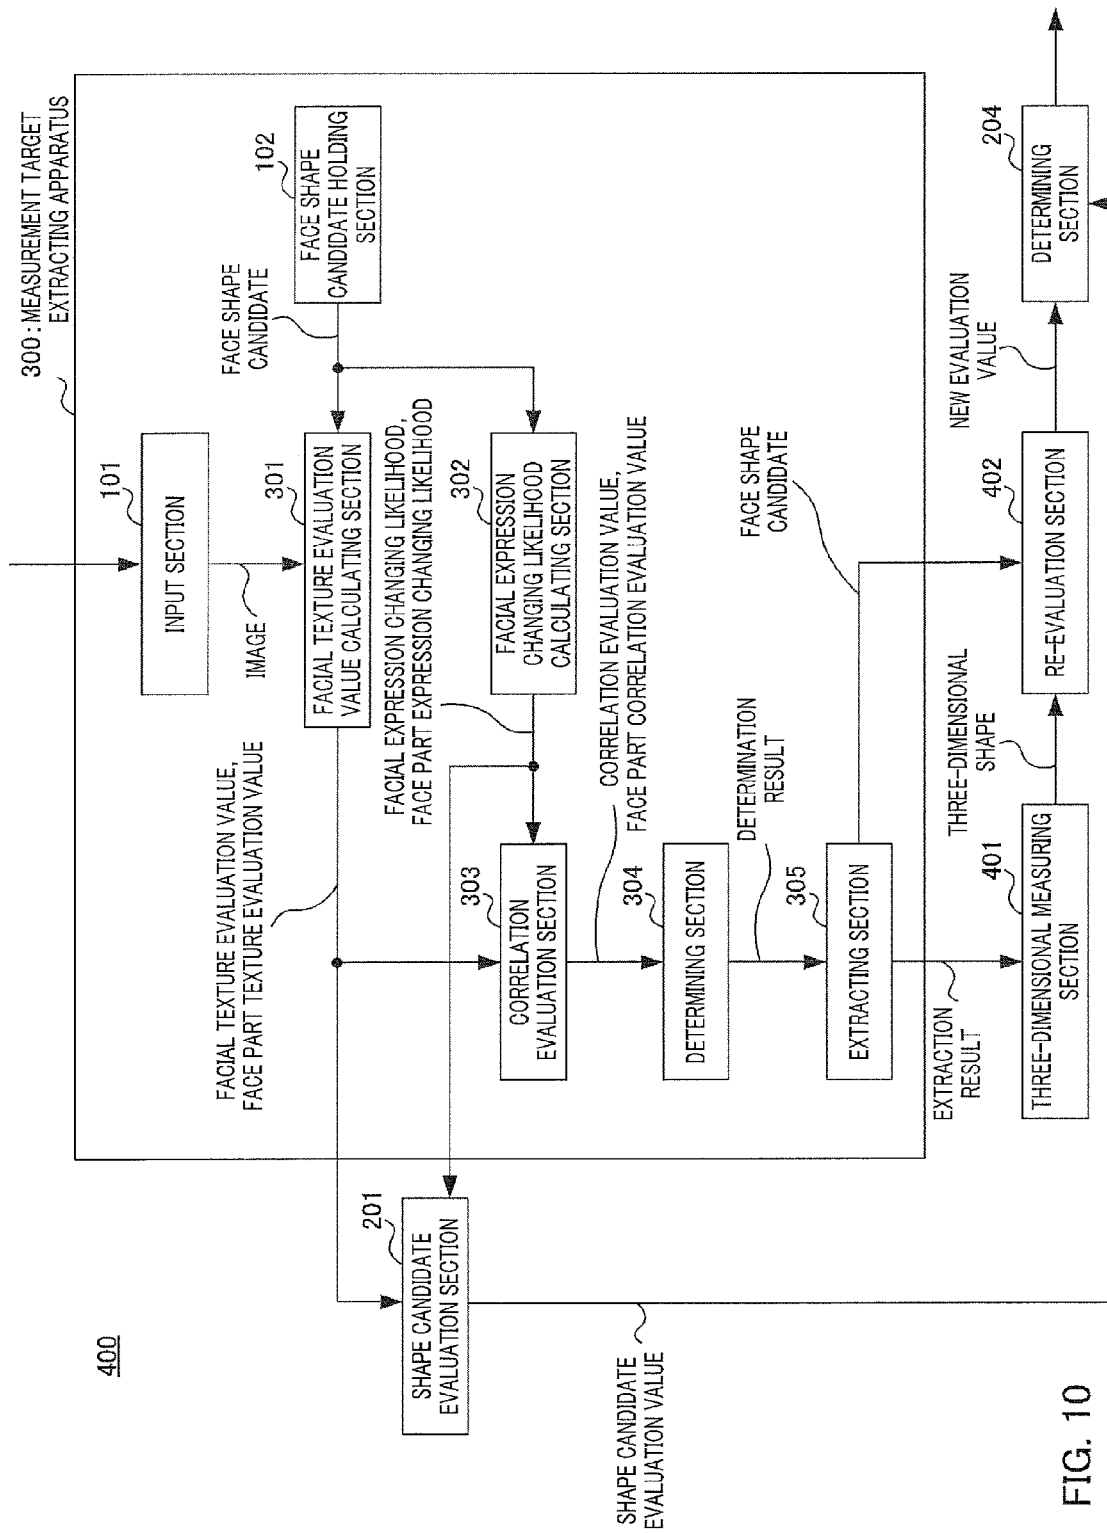 400
300 : MEASUREMENT TARGET
EXTRACTING APPARATUS
101
INPUT SECTION
IMAGE
102
FACE SHAPE
CANDIDATE HOLDING
SECTION
FACE SHAPE
CANDIDATE
301
FACIAL TEXTURE EVALUATION
VALUE CALCULATING SECTION
FACIAL TEXTURE EVALUATION VALUE,
FACE PART TEXTURE EVALUATION VALUE
302
FACIAL EXPRESSION
CHANGING LIKELIHOOD
CALCULATING SECTION
FACIAL EXPRESSION CHANGING LIKELIHOOD,
FACE PART EXPRESSION CHANGING LIKELIHOOD
201
SHAPE CANDIDATE
EVALUATION SECTION
SHAPE CANDIDATE
EVALUATION VALUE
303
CORRELATION
EVALUATION SECTION
CORRELATION EVALUATION VALUE,
FACE PART CORRELATION EVALUATION VALUE
304
DETERMINING SECTION
DETERMINATION
RESULT
305
EXTRACTING SECTION
FACE SHAPE
CANDIDATE
EXTRACTION
RESULT
401
THREE-DIMENSIONAL MEASURING
SECTION
THREE-DIMENSIONAL
SHAPE
402
RE-EVALUATION SECTION
NEW EVALUATION
VALUE
204
DETERMINING
SECTION
FIG. 10